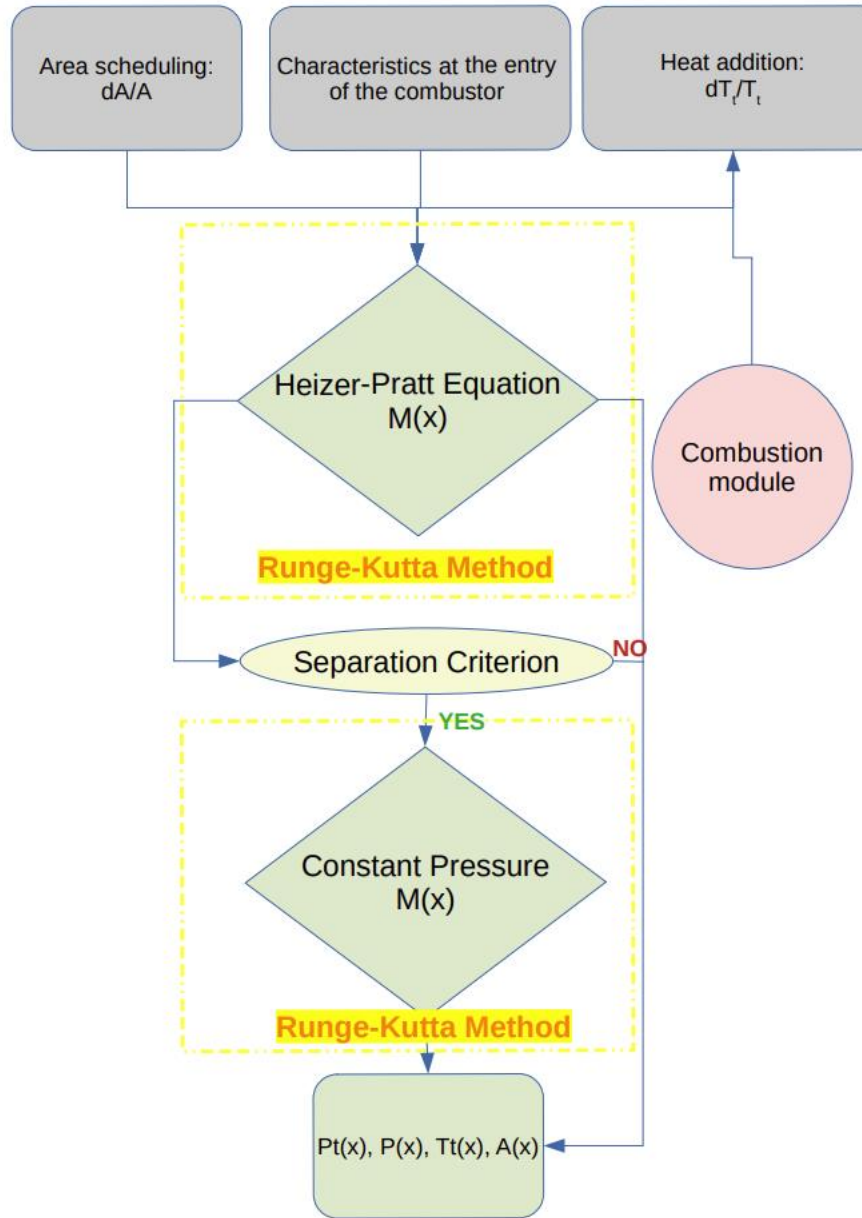 Area scheduling:
dA/A
Characteristics at the entry
of the combustor
Heat addition:
dTt/Tt
Heizer-Pratt Equation
M(x)
Combustion
module
Runge-Kutta Method
Separation Criterion
NO
YES
Constant Pressure
M(x)
Runge-Kutta Method
Pt(x), P(x), Tt(x), A(x)